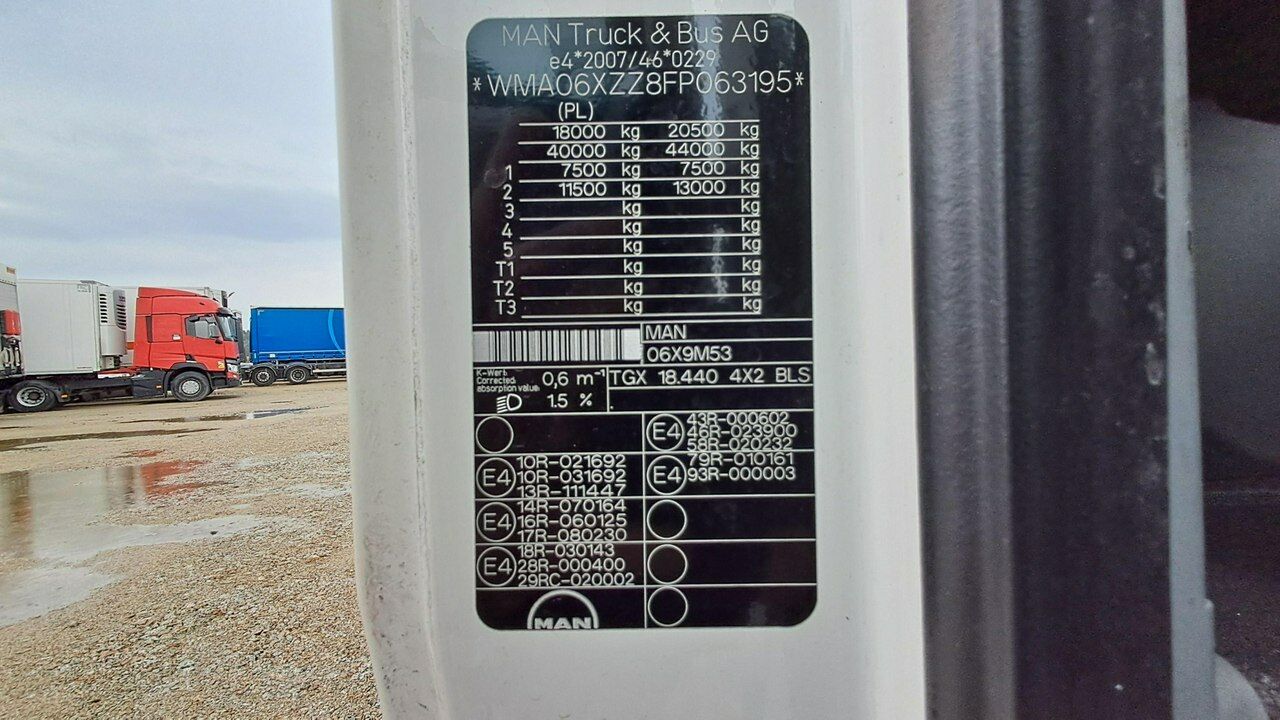 MAN Truck & Bus AG
e4*2007/46*0229
*WMA06XZZ8FP063195*
(PL)
18000 kg 20500 kg
40000 kg 44000 kg
1 7500 kg 7500 kg
2 11500 kg 13000 kg
3 kg kg
4 kg kg
5 kg kg
T1 kg kg
T2 kg kg
T3 kg kg
MAN
06X9M53
K-Wert
Corrected
absorption value:
0,6 m⁻¹
1.5 %
TGX 18.440 4X2 BLS
E4
43R-000602
46R-023900
58R-020232
E4
10R-021692
10R-031692
13R-111447
E4
79R-010161
93R-000003
E4
14R-070164
16R-060125
17R-080230
E4
18R-030143
28R-000400
29RC-020002
MAN